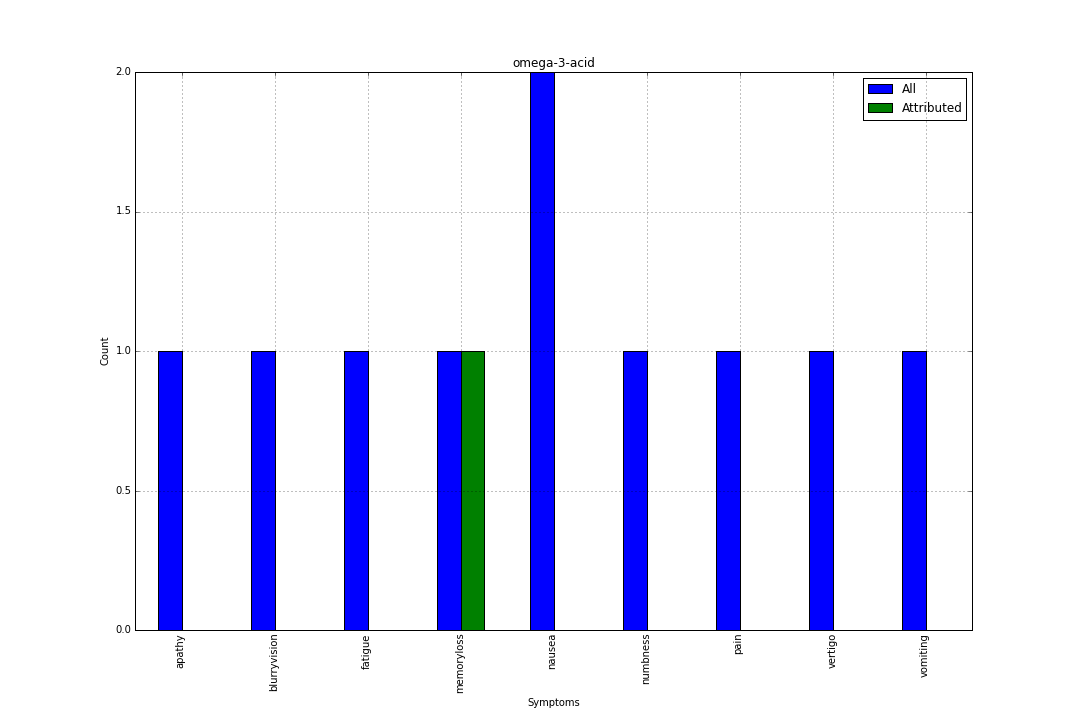 omega-3-acid
All
Attributed
2.0
1.5
1.0
0.5
0.0
Count
apathy
blurryvision
fatigue
memoryloss
nausea
numbness
pain
vertigo
vomiting
Symptoms